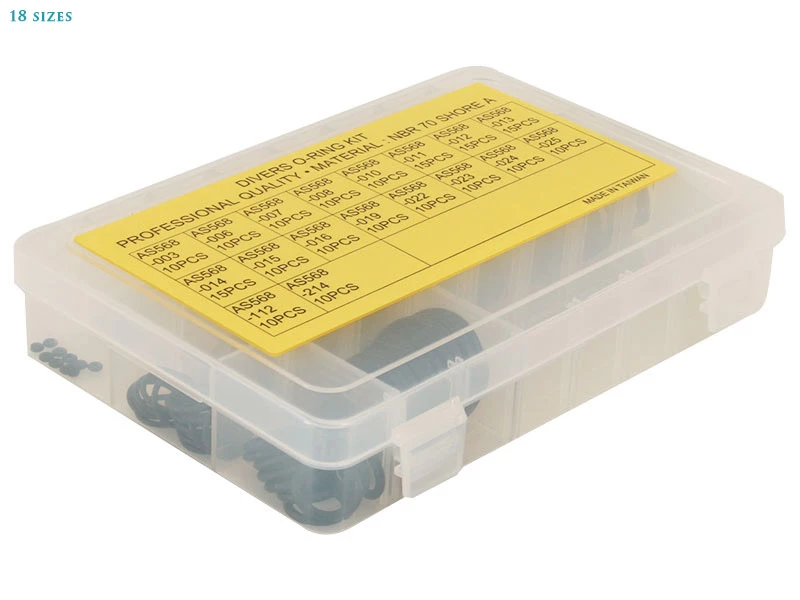 18 SIZES
DIVERS O-RING KIT
PROFESSIONAL QUALITY • MATERIAL : NBR 70 SHORE A
AS568 AS568 AS568 AS568 AS568 AS568 AS568 AS568
-003 -006 -007 -008 -010 -011 -012 -013
10PCS 10PCS 10PCS 10PCS 10PCS 15PCS 15PCS 15PCS
AS568 AS568 AS568 AS568 AS568 AS568 AS568 AS568
-014 -015 -016 -019 -022 -023 -024 -025
15PCS 10PCS 10PCS 10PCS 10PCS 10PCS 10PCS 10PCS
AS568 AS568
-112 -214
10PCS 10PCS
MADE IN TAIWAN